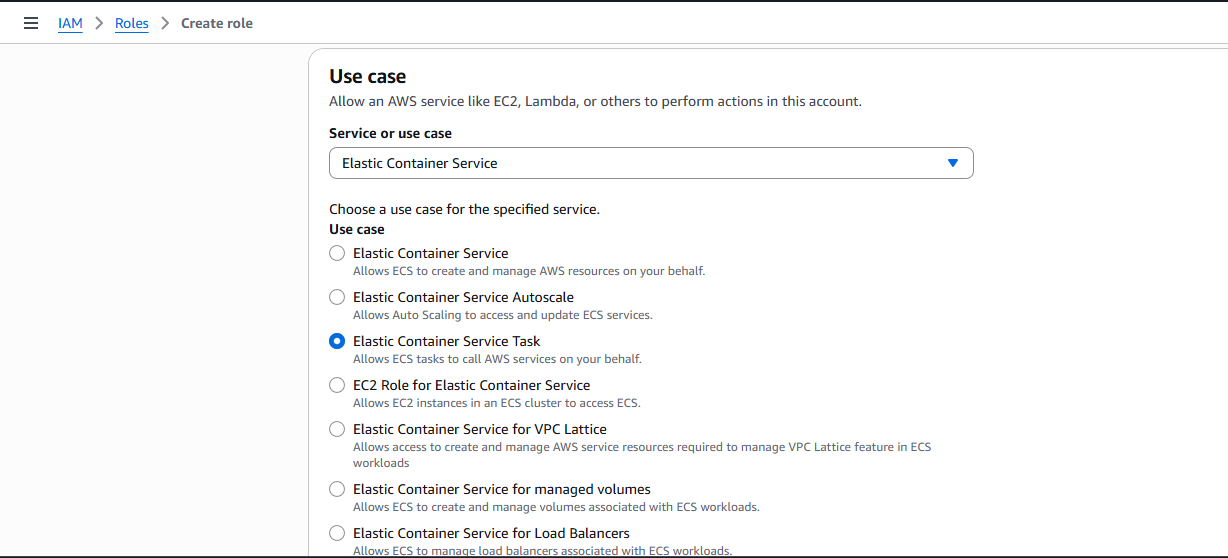 IAM > Roles > Create role
Use case
Allow an AWS service like EC2, Lambda, or others to perform actions in this account.
Service or use case
Elastic Container Service
Choose a use case for the specified service.
Use case
Elastic Container Service
Allows ECS to create and manage AWS resources on your behalf.
Elastic Container Service Autoscale
Allows Auto Scaling to access and update ECS services.
Elastic Container Service Task
Allows ECS tasks to call AWS services on your behalf.
EC2 Role for Elastic Container Service
Allows EC2 instances in an ECS cluster to access ECS.
Elastic Container Service for VPC Lattice
Allows access to create and manage AWS service resources required to manage VPC Lattice feature in ECS
workloads
Elastic Container Service for managed volumes
Allows ECS to create and manage volumes associated with ECS workloads.
Elastic Container Service for Load Balancers
Allows ECS to manage load balancers associated with ECS workloads.